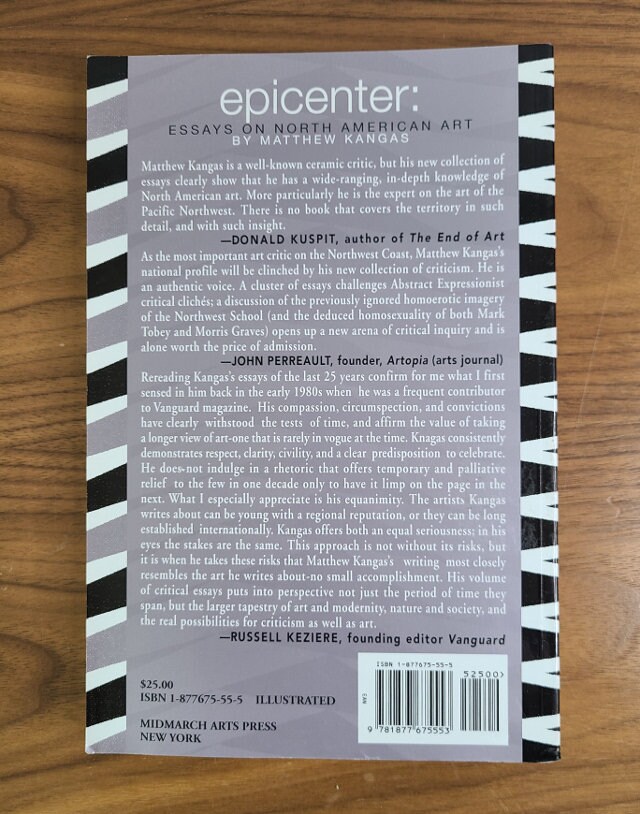 epicenter:
ESSAYS ON NORTH AMERICAN ART
BY MATTHEW KANGAS
Matthew Kangas is a well-known ceramic critic, but his new collection of
essays clearly show that he has a wide-ranging, in-depth knowledge of
North American art. More particularly he is the expert on the art of the
Pacific Northwest. There is no book that covers the territory in such
detail, and with such insight.
—DONALD KUSPIT, author of The End of Art
As the most important art critic on the Northwest Coast, Matthew Kangas's
national profile will be clinched by his new collection of criticism. He is
an authentic voice. A cluster of essays challenges Abstract Expressionist
critical clichés; a discussion of the previously ignored homoerotic imagery
of the Northwest School (and the deduced homosexuality of both Mark
Tobey and Morris Graves) opens up a new arena of critical inquiry and is
alone worth the price of admission.
—JOHN PERREAULT, founder, Artopia (arts journal)
Rereading Kangas's essays of the last 25 years confirm for me what I first
sensed in him back in the early 1980s when he was a frequent contributor
to Vanguard magazine. His compassion, circumspection, and convictions
have clearly withstood the tests of time, and affirm the value of taking
a longer view of art-one that is rarely in vogue at the time. Knagas consistently
demonstrates respect, clarity, civility, and a clear predisposition to celebrate.
He does-not indulge in a rhetoric that offers temporary and palliative
relief to the few in one decade only to have it limp on the page in the
next. What I especially appreciate is his equanimity. The artists Kangas
writes about can be young with a regional reputation, or they can be long
established internationally. Kangas offers both an equal seriousness: in his
eyes the stakes are the same. This approach is not without its risks, but
it is when he takes these risks that Matthew Kangas's writing most closely
resembles the art he writes about-no small accomplishment. His volume
of critical essays puts into perspective not just the period of time they
span, but the larger tapestry of art and modernity, nature and society, and
the real possibilities for criticism as well as art.
—RUSSELL KEZIERE, founding editor Vanguard
$25.00
ISBN 1-877675-55-5 ILLUSTRATED
MIDMARCH ARTS PRESS
NEW YORK
ISBN 1-877675-55-5
52500>
EAN
9 781877 675553